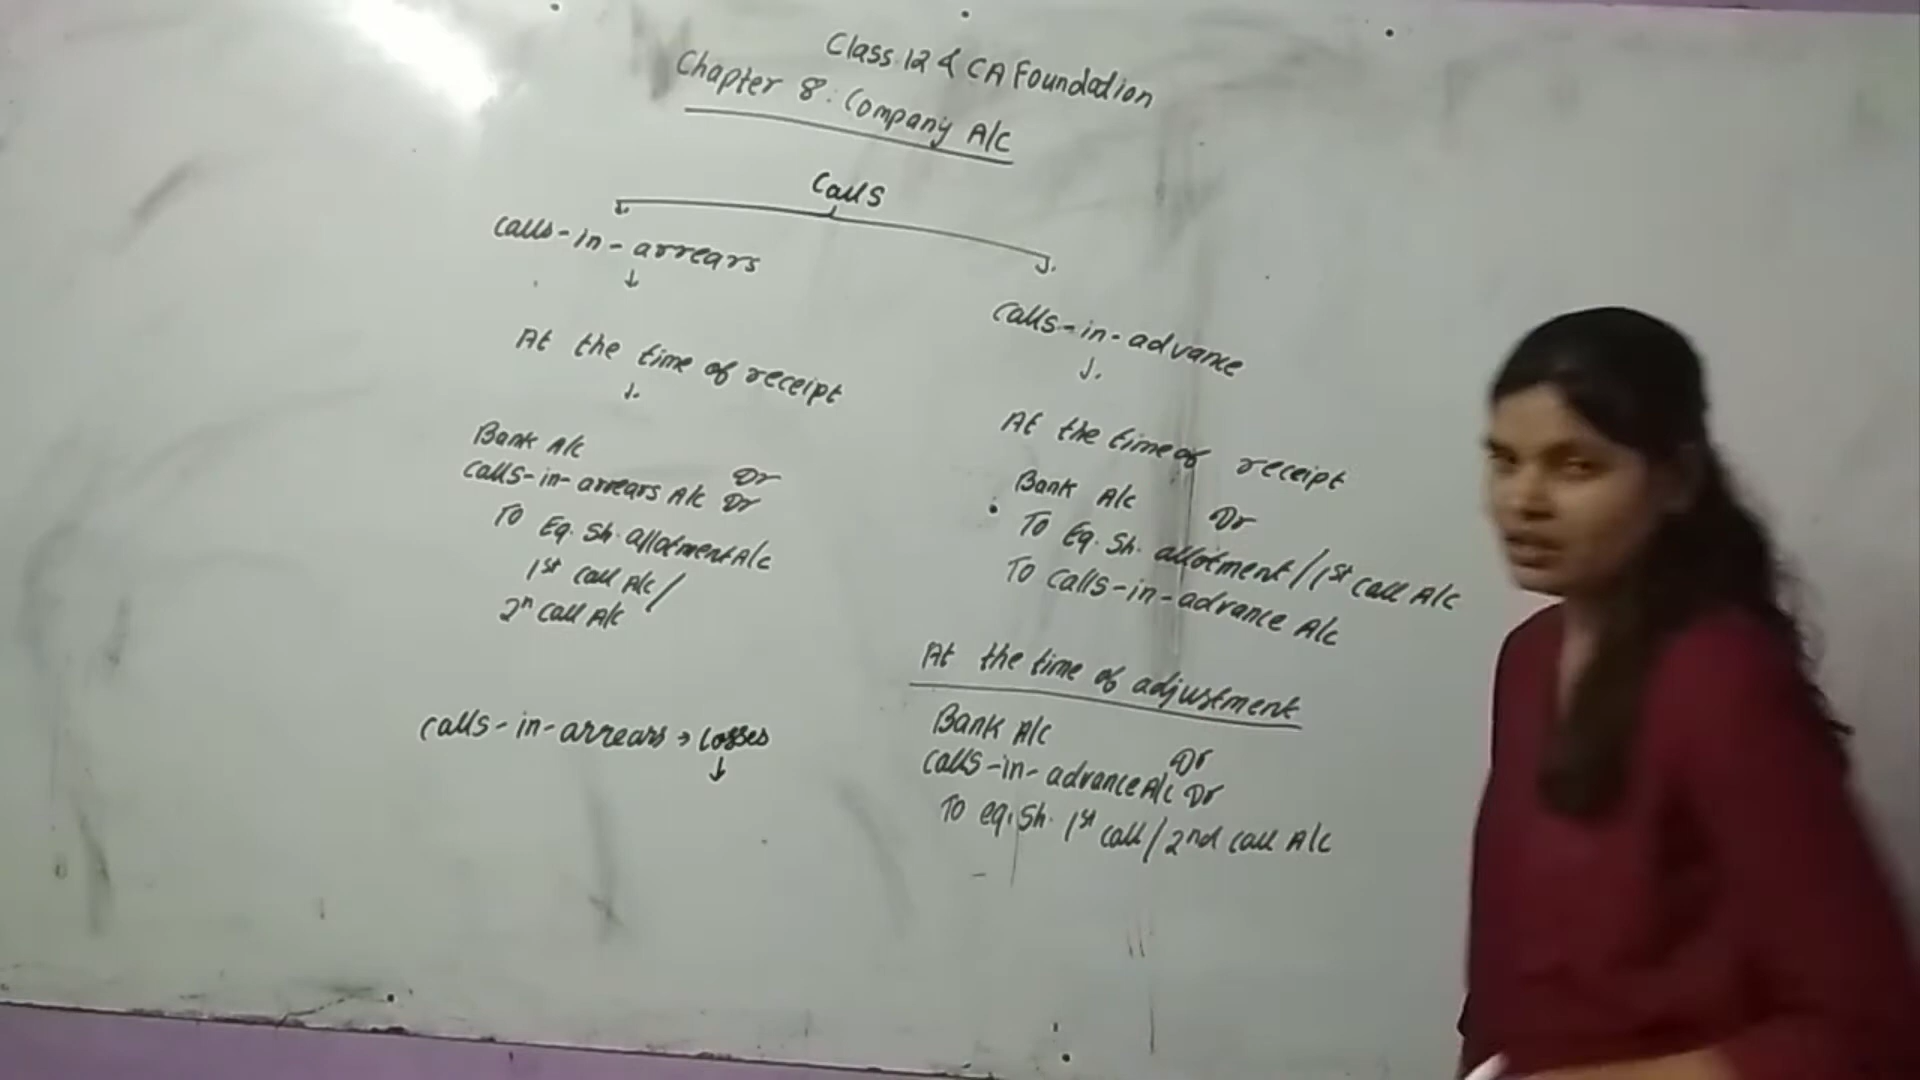 Class 12 & CA Foundation
Chapter 8: Company A/c
Calls
Calls-in-arrears
At the time of receipt
Bank A/c Dr
Calls-in-arrears A/c Dr
To Eq. Sh. allotment A/c
1st Call A/c/
2n Call A/c
Calls-in-arrears → Losses
Calls-in-advance
At the time of receipt
Bank A/c Dr
To Eq. Sh. allotment/1st Call A/c
To Calls-in-advance A/c
At the time of adjustment
Bank A/c Dr
Calls-in-advance A/c Dr
To eq. Sh. 1st Call/2nd Call A/c